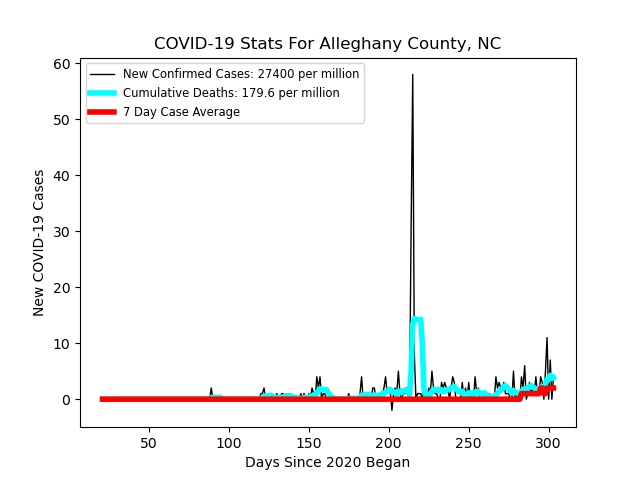 COVID-19 Stats For Alleghany County, NC
New Confirmed Cases: 27400 per million
Cumulative Deaths: 179.6 per million
7 Day Case Average
60
50
40
30
20
10
0
New COVID-19 Cases
50 100 150 200 250 300
Days Since 2020 Began